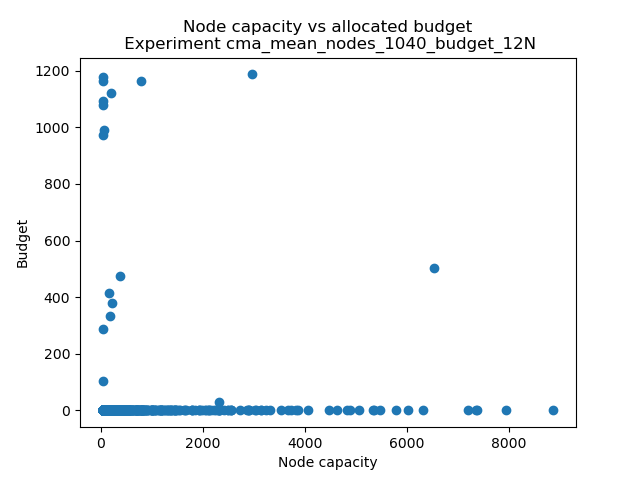 Node capacity vs allocated budget
Experiment cma_mean_nodes_1040_budget_12N
1200
1000
800
600
400
200
0
Budget
0 2000 4000 6000 8000
Node capacity